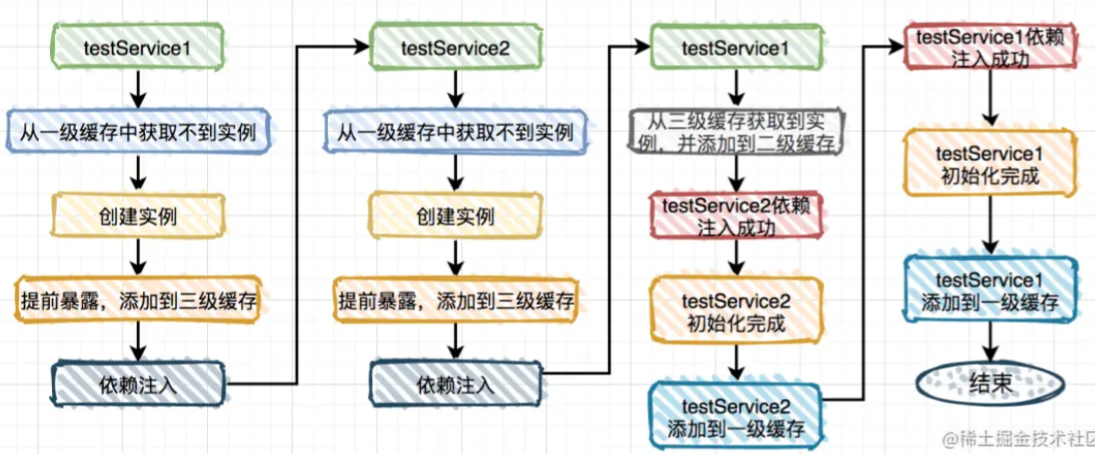 testService1
从一级缓存中获取不到实例
创建实例
提前暴露，添加到三级缓存
依赖注入
testService2
从一级缓存中获取不到实例
创建实例
提前暴露，添加到三级缓存
依赖注入
testService1
从三级缓存获取到实
例，并添加到二级缓存
testService2依赖
注入成功
testService2
初始化完成
testService2
添加到一级缓存
testService1依赖
注入成功
testService1
初始化完成
testService1
添加到一级缓存
结束
@稀土掘金技术社区